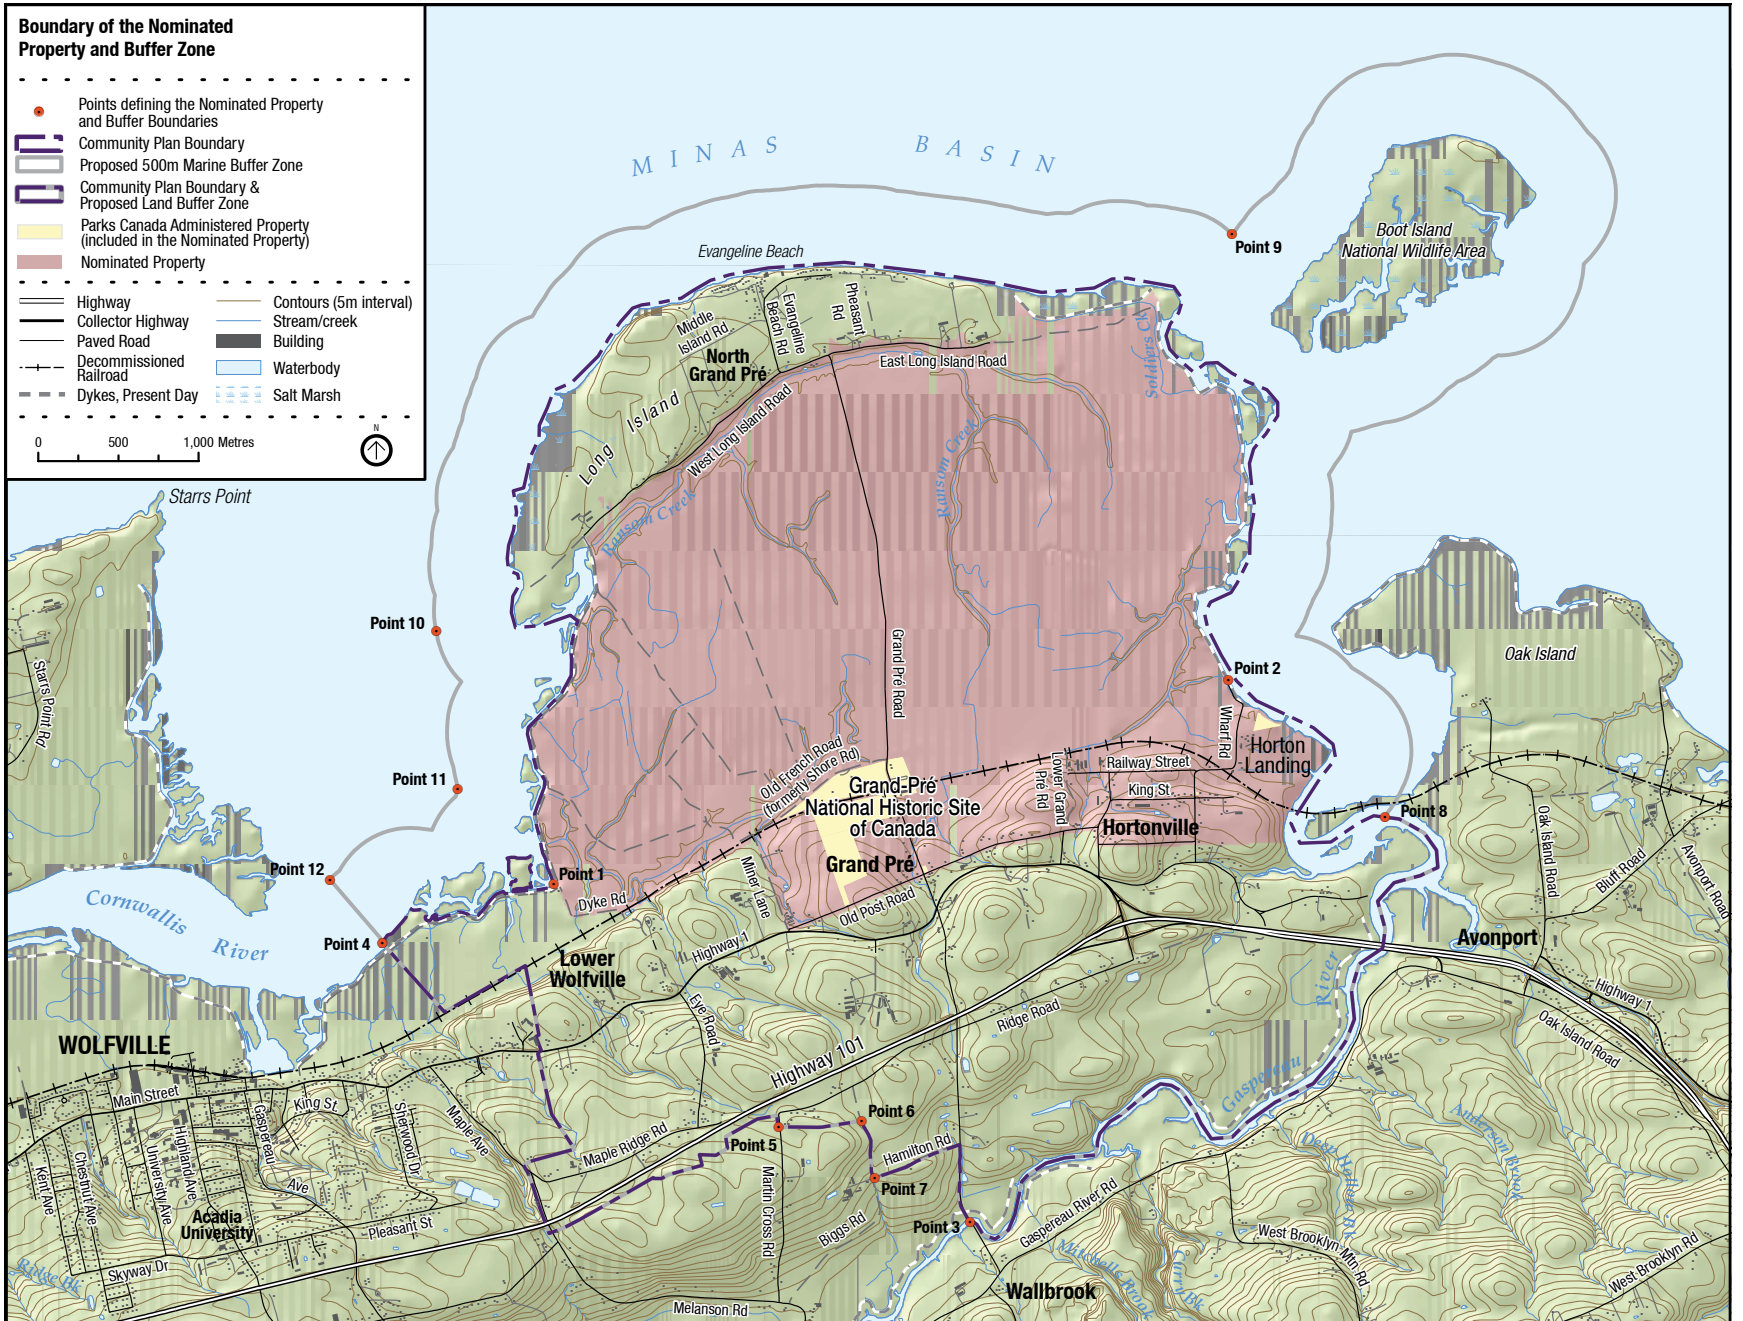 Boundary of the Nominated
Property and Buffer Zone
Points defining the Nominated Property
and Buffer Boundaries
Community Plan Boundary
Proposed 500m Marine Buffer Zone
Community Plan Boundary &
Proposed Land Buffer Zone
Parks Canada Administered Property
(included in the Nominated Property)
Nominated Property
Highway
Collector Highway
Paved Road
Decommissioned
Railroad
Dykes, Present Day
Contours (5m interval)
Stream/creek
Building
Waterbody
Salt Marsh
0 500 1,000 Metres
N
MINAS BASIN
Evangeline Beach
Point 9
Boot Island
National Wildlife Area
Middle
Island Rd
Evangeline
Beach Rd
Pheasant
Rd
North
Grand Pré
East Long Island Road
Soldiers Ck
Long Island
West Long Island Road
Ransom Creek
Ransom Creek
Starrs Point
Starrs Point Rd
Point 10
Grand Pré Road
Point 2
Oak Island
Wharf Rd
Horton
Landing
Old French Road
(formerly Shore Rd)
Lower Grand
Pré Rd
Railway Street
King St
Hortonville
Point 11
Grand-Pré
National Historic Site
of Canada
Grand Pré
Point 8
Oak Island Road
Bluff Road
Avonport Road
Point 12
Point 1
Dyke Rd
Miner Lane
Old Post Road
Cornwallis River
Point 4
Lower
Wolfville
Highway 1
Avonport
Highway 1
Oak Island Road
WOLFVILLE
Eye Road
Ridge Road
Highway 101
Gaspereau River
Main Street
King St
Gaspereau
Ave
Sherwood Dr
Maple Ave
Highland Ave
University Ave
Chestnut Ave
Kent Ave
Acadia
University
Pleasant St
Skyway Dr
Ridge Bk
Maple Ridge Rd
Point 5
Point 6
Hamilton Rd
Point 7
Martin Cross Rd
Biggs Rd
Point 3
Gaspereau River Rd
Melanson Rd
Wallbrook
Mitchells Brook
Curry Bk
Deep Hollow Bk
Anderson Brook
West Brooklyn Mtn Rd
West Brooklyn Rd